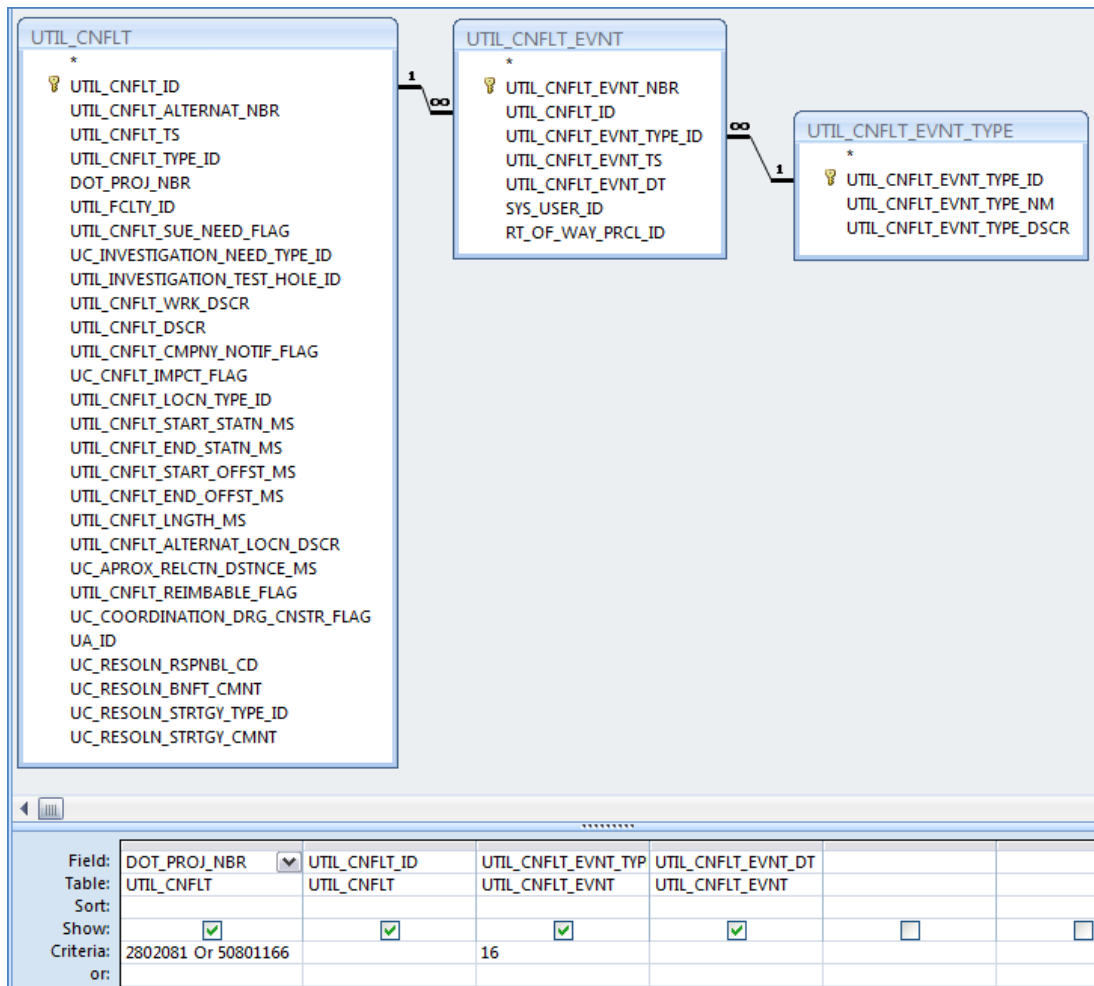 UTIL_CNFLT
*
UTIL_CNFLT_ID
UTIL_CNFLT_ALTERNAT_NBR
UTIL_CNFLT_TS
UTIL_CNFLT_TYPE_ID
DOT_PROJ_NBR
UTIL_FCLTY_ID
UTIL_CNFLT_SUE_NEED_FLAG
UC_INVESTIGATION_NEED_TYPE_ID
UTIL_INVESTIGATION_TEST_HOLE_ID
UTIL_CNFLT_WRK_DSCR
UTIL_CNFLT_DSCR
UTIL_CNFLT_CMPNY_NOTIF_FLAG
UC_CNFLT_IMPCT_FLAG
UTIL_CNFLT_LOCN_TYPE_ID
UTIL_CNFLT_START_STATN_MS
UTIL_CNFLT_END_STATN_MS
UTIL_CNFLT_START_OFFST_MS
UTIL_CNFLT_END_OFFST_MS
UTIL_CNFLT_LNGTH_MS
UTIL_CNFLT_ALTERNAT_LOCN_DSCR
UC_APROX_RELCTN_DSTNCE_MS
UTIL_CNFLT_REIMBABLE_FLAG
UC_COORDINATION_DRG_CNSTR_FLAG
UA_ID
UC_RESOLN_RSPNBL_CD
UC_RESOLN_BNFT_CMNT
UC_RESOLN_STRTGY_TYPE_ID
UC_RESOLN_STRTGY_CMNT
1 ∞
UTIL_CNFLT_EVNT
*
UTIL_CNFLT_EVNT_NBR
UTIL_CNFLT_ID
UTIL_CNFLT_EVNT_TYPE_ID
UTIL_CNFLT_EVNT_TS
UTIL_CNFLT_EVNT_DT
SYS_USER_ID
RT_OF_WAY_PRCL_ID
∞ 1
UTIL_CNFLT_EVNT_TYPE
*
UTIL_CNFLT_EVNT_TYPE_ID
UTIL_CNFLT_EVNT_TYPE_NM
UTIL_CNFLT_EVNT_TYPE_DSCR
Field: DOT_PROJ_NBR UTIL_CNFLT_ID UTIL_CNFLT_EVNT_TYP UTIL_CNFLT_EVNT_DT
Table: UTIL_CNFLT UTIL_CNFLT UTIL_CNFLT_EVNT UTIL_CNFLT_EVNT
Sort:
Show:
Criteria: 2802081 Or 50801166 16
or: